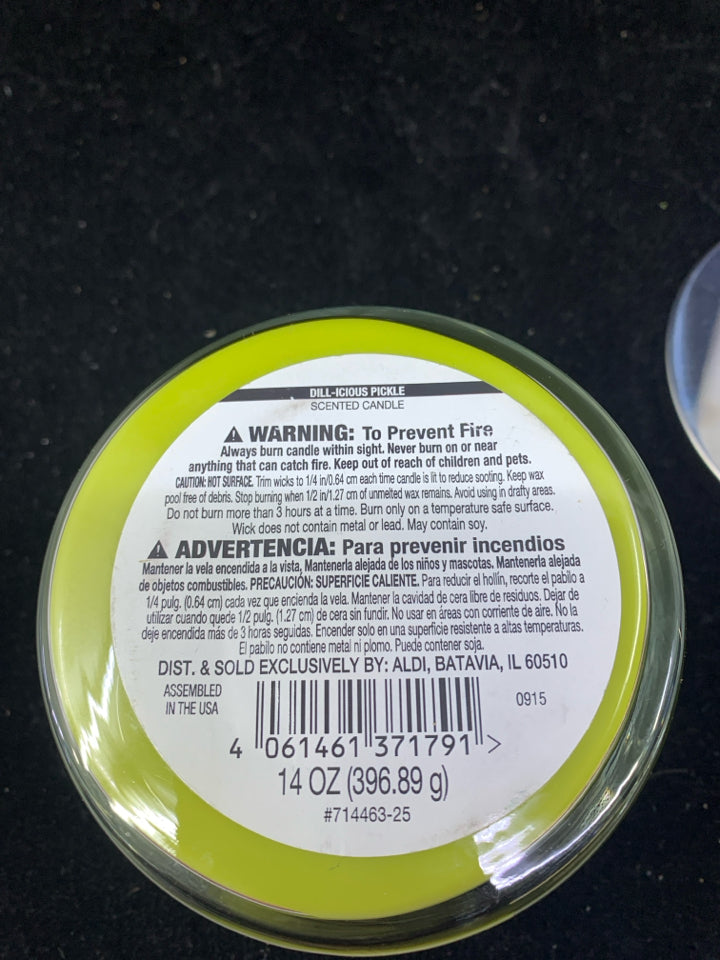 DILL-ICIOUS PICKLE
SCENTED CANDLE
⚠ WARNING: To Prevent Fire
Always burn candle within sight. Never burn on or near
anything that can catch fire. Keep out of reach of children and pets.
CAUTION: HOT SURFACE. Trim wicks to 1/4 in/0.64 cm each time candle is lit to reduce sooting. Keep wax
pool free of debris. Stop burning when 1/2 in/1.27 cm of unmelted wax remains. Avoid using in drafty areas.
Do not burn more than 3 hours at a time. Burn only on a temperature safe surface.
Wick does not contain metal or lead. May contain soy.
⚠ ADVERTENCIA: Para prevenir incendios
Mantener la vela encendida a la vista, Mantenerla alejada de los niños y mascotas. Mantenerla alejada
de objetos combustibles. PRECAUCIÓN: SUPERFICIE CALIENTE. Para reducir el hollín, recorte el pabilo a
1/4 pulg. (0.64 cm) cada vez que encienda la vela. Mantener la cavidad de cera libre de residuos. Dejar de
utilizar cuando quede 1/2 pulg. (1.27 cm) de cera sin fundir. No usar en áreas con corriente de aire. No la
deje encendida más de 3 horas seguidas. Encender solo en una superficie resistente a altas temperaturas.
El pabilo no contiene metal ni plomo. Puede contener soja.
DIST. & SOLD EXCLUSIVELY BY: ALDI, BATAVIA, IL 60510
ASSEMBLED
IN THE USA
0915
4 061461 371791 >
14 OZ (396.89 g)
#714463-25